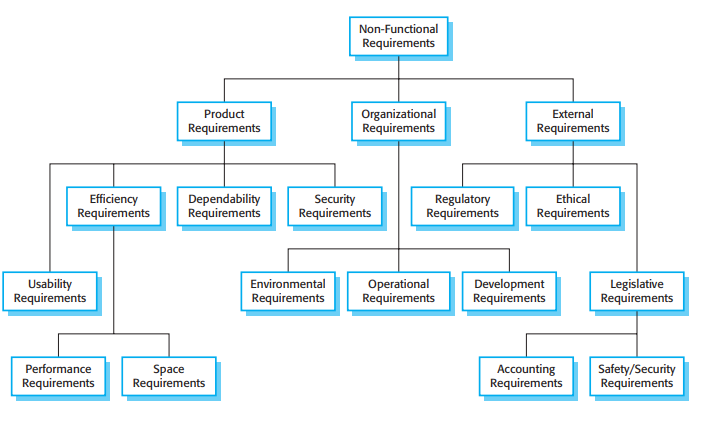 Non-Functional
Requirements
Product
Requirements
Organizational
Requirements
External
Requirements
Efficiency
Requirements
Dependability
Requirements
Security
Requirements
Regulatory
Requirements
Ethical
Requirements
Usability
Requirements
Environmental
Requirements
Operational
Requirements
Development
Requirements
Legislative
Requirements
Performance
Requirements
Space
Requirements
Accounting
Requirements
Safety/Security
Requirements